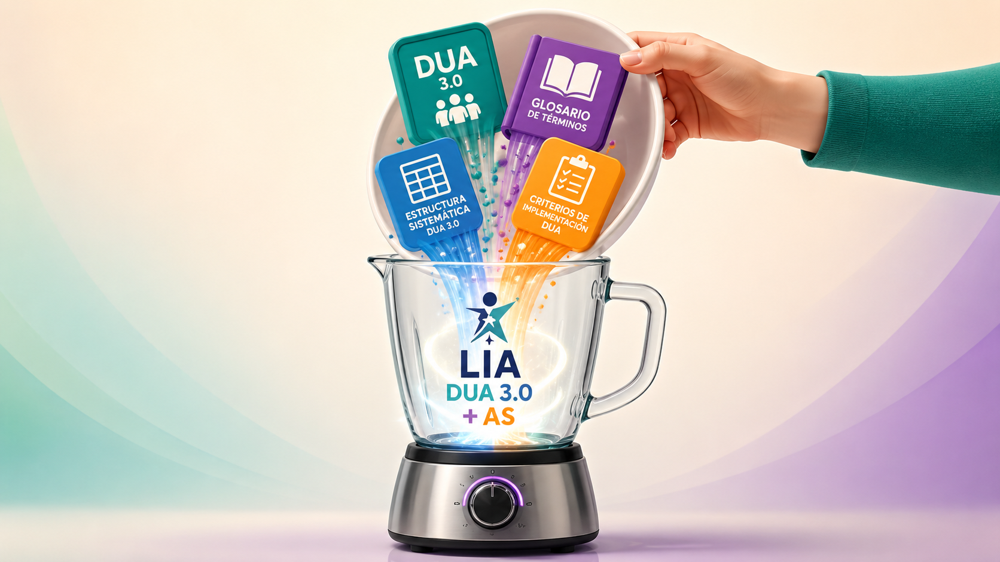 DUA
3.0
GLOSARIO
DE TÉRMINOS
ESTRUCTURA
SISTEMÁTICA
DUA 3.0
CRITERIOS DE
IMPLEMENTACIÓN
DUA
LIA
DUA 3.0
+ AS